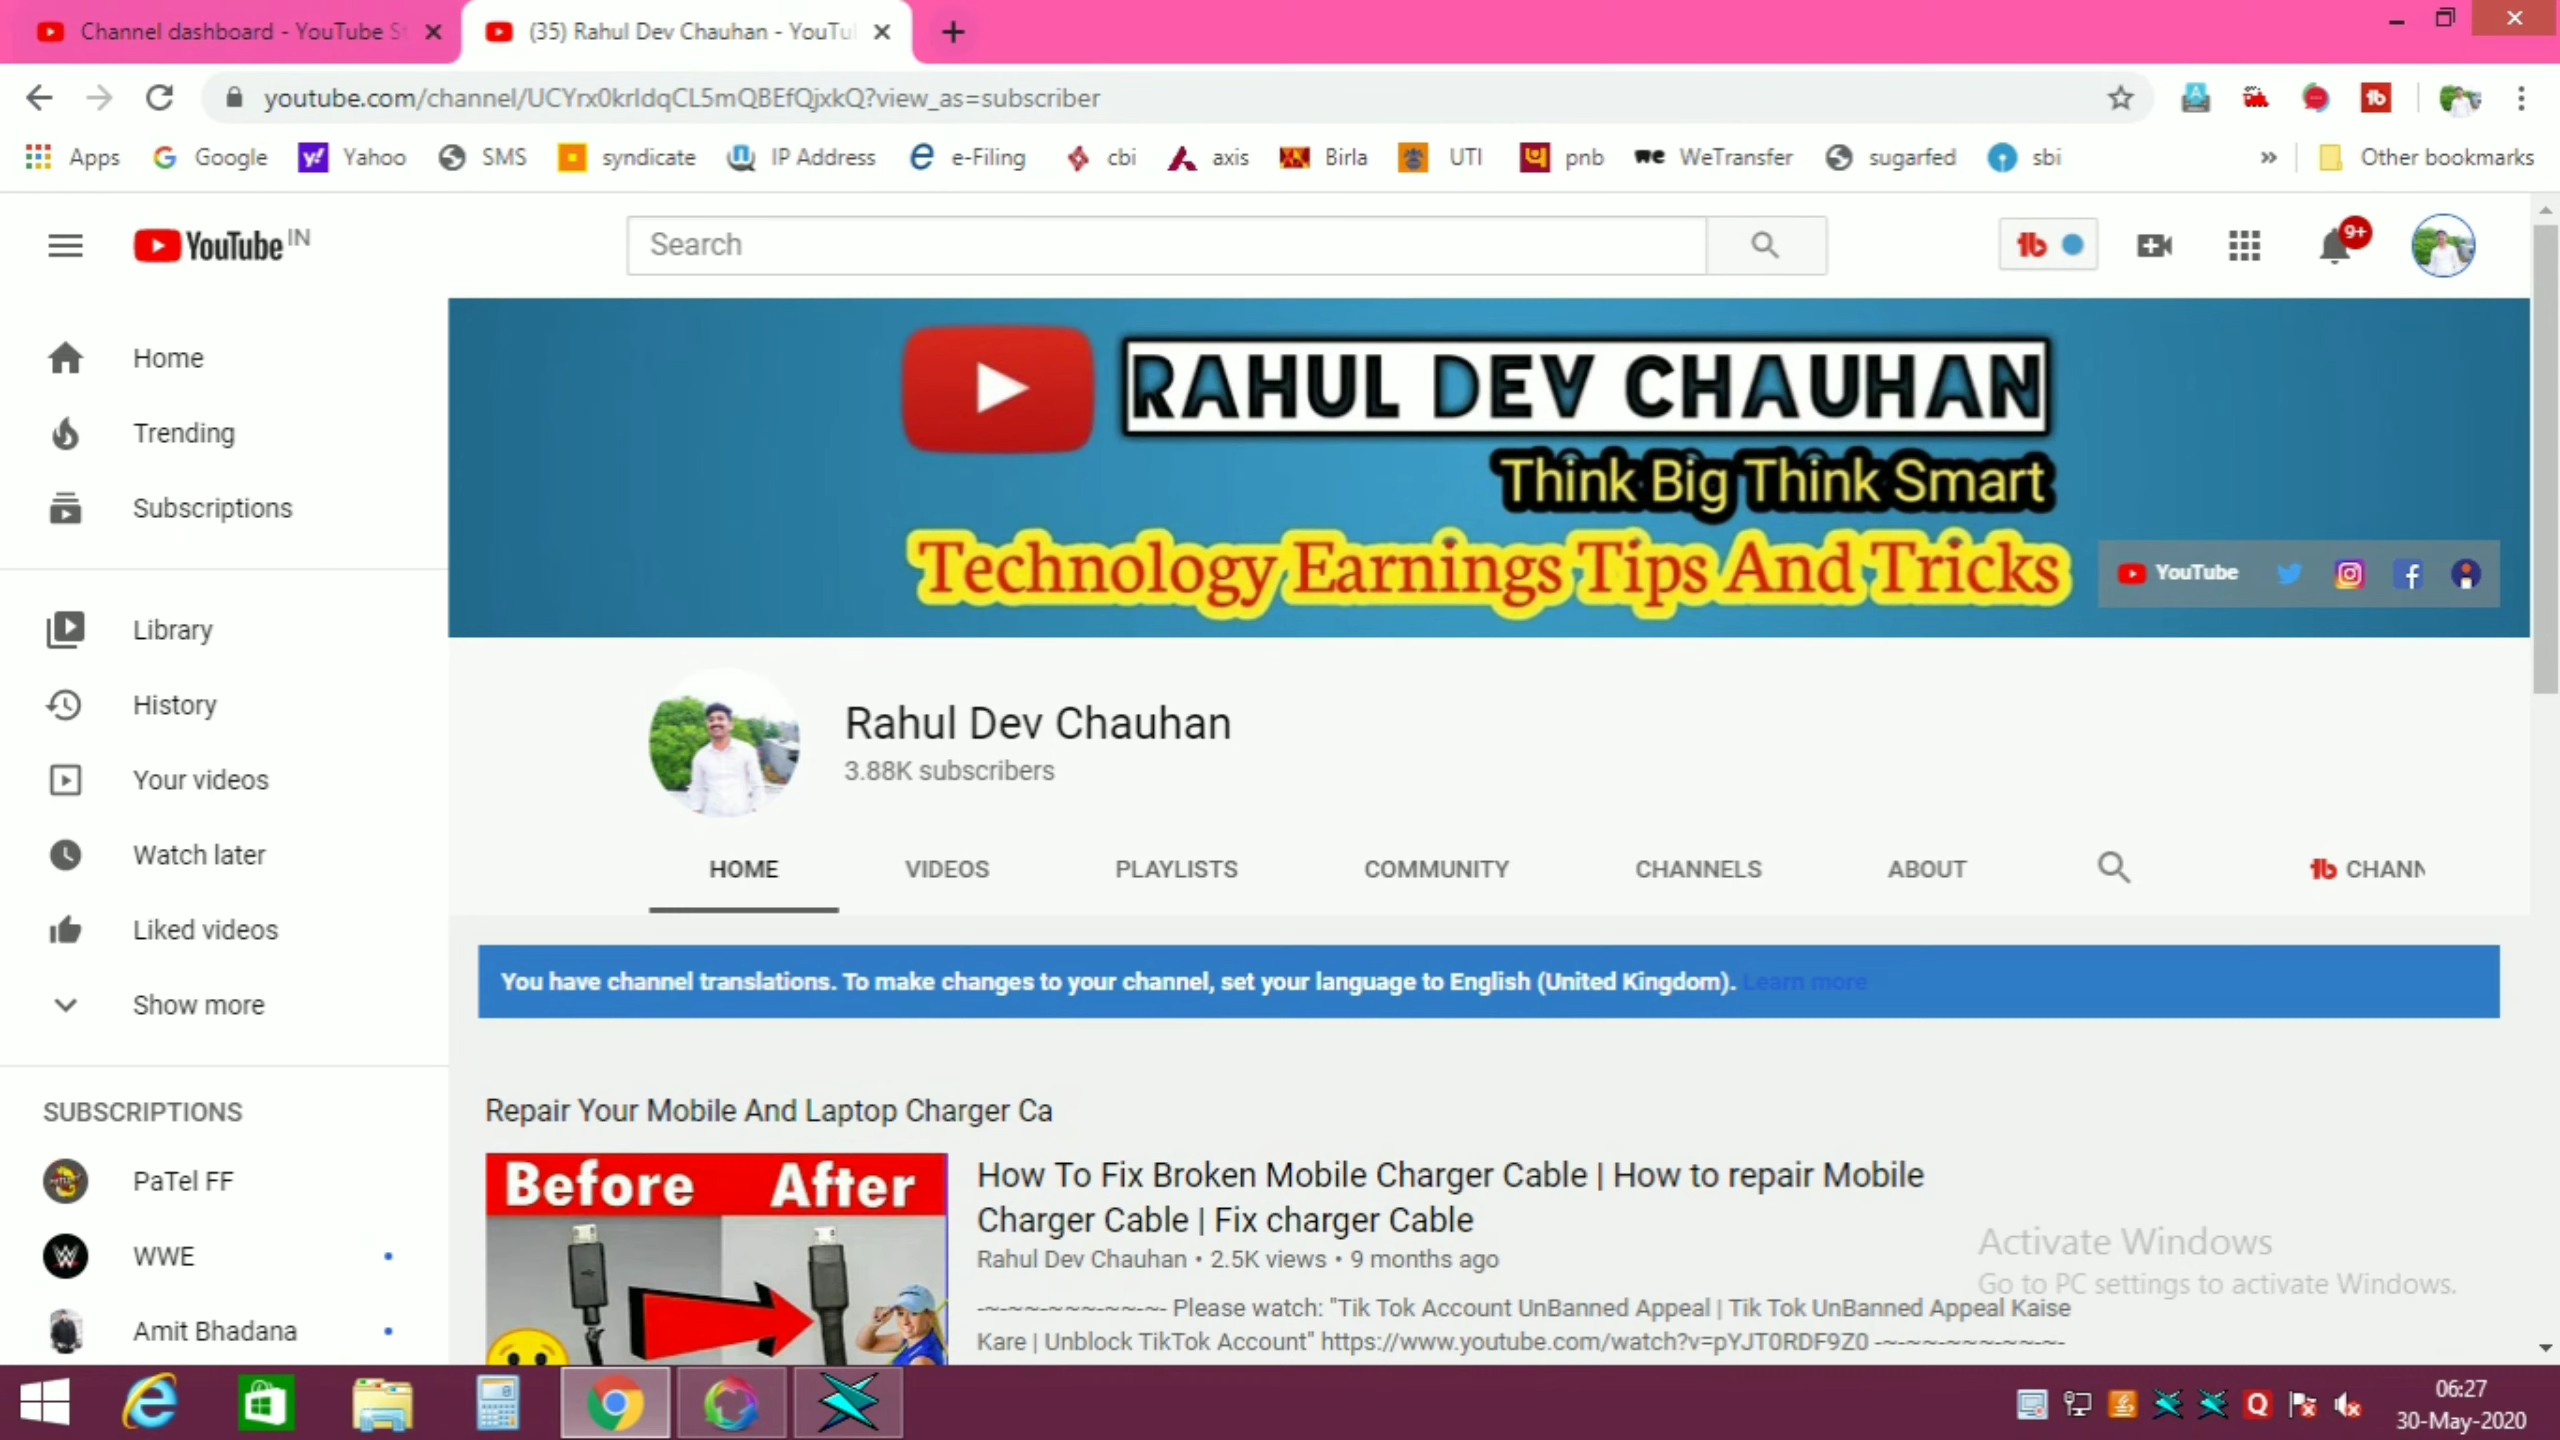 Channel dashboard - YouTube S
(35) Rahul Dev Chauhan - YouTu
youtube.com/channel/UCYrx0krIdqCL5mQBEfQjxkQ?view_as=subscriber
Apps Google Yahoo SMS syndicate IP Address e-Filing cbi axis Birla UTI pnb WeTransfer sugarfed sbi » Other bookmarks
YouTube IN
Search
9+
Home
Trending
Subscriptions
Library
History
Your videos
Watch later
Liked videos
Show more
SUBSCRIPTIONS
PaTel FF
WWE
Amit Bhadana
RAHUL DEV CHAUHAN
Think Big Think Smart
Technology Earnings Tips And Tricks
YouTube
Rahul Dev Chauhan
3.88K subscribers
HOME VIDEOS PLAYLISTS COMMUNITY CHANNELS ABOUT CHANN
You have channel translations. To make changes to your channel, set your language to English (United Kingdom). Learn more
Repair Your Mobile And Laptop Charger Ca
Before After
How To Fix Broken Mobile Charger Cable | How to repair Mobile
Charger Cable | Fix charger Cable
Rahul Dev Chauhan • 2.5K views • 9 months ago
-~-~~-~~~-~~-~- Please watch: "Tik Tok Account UnBanned Appeal | Tik Tok UnBanned Appeal Kaise
Kare | Unblock TikTok Account" https://www.youtube.com/watch?v=pYJT0RDF9Z0 -~-~~-~~~-~~-~-
Activate Windows
Go to PC settings to activate Windows.
06:27
30-May-2020